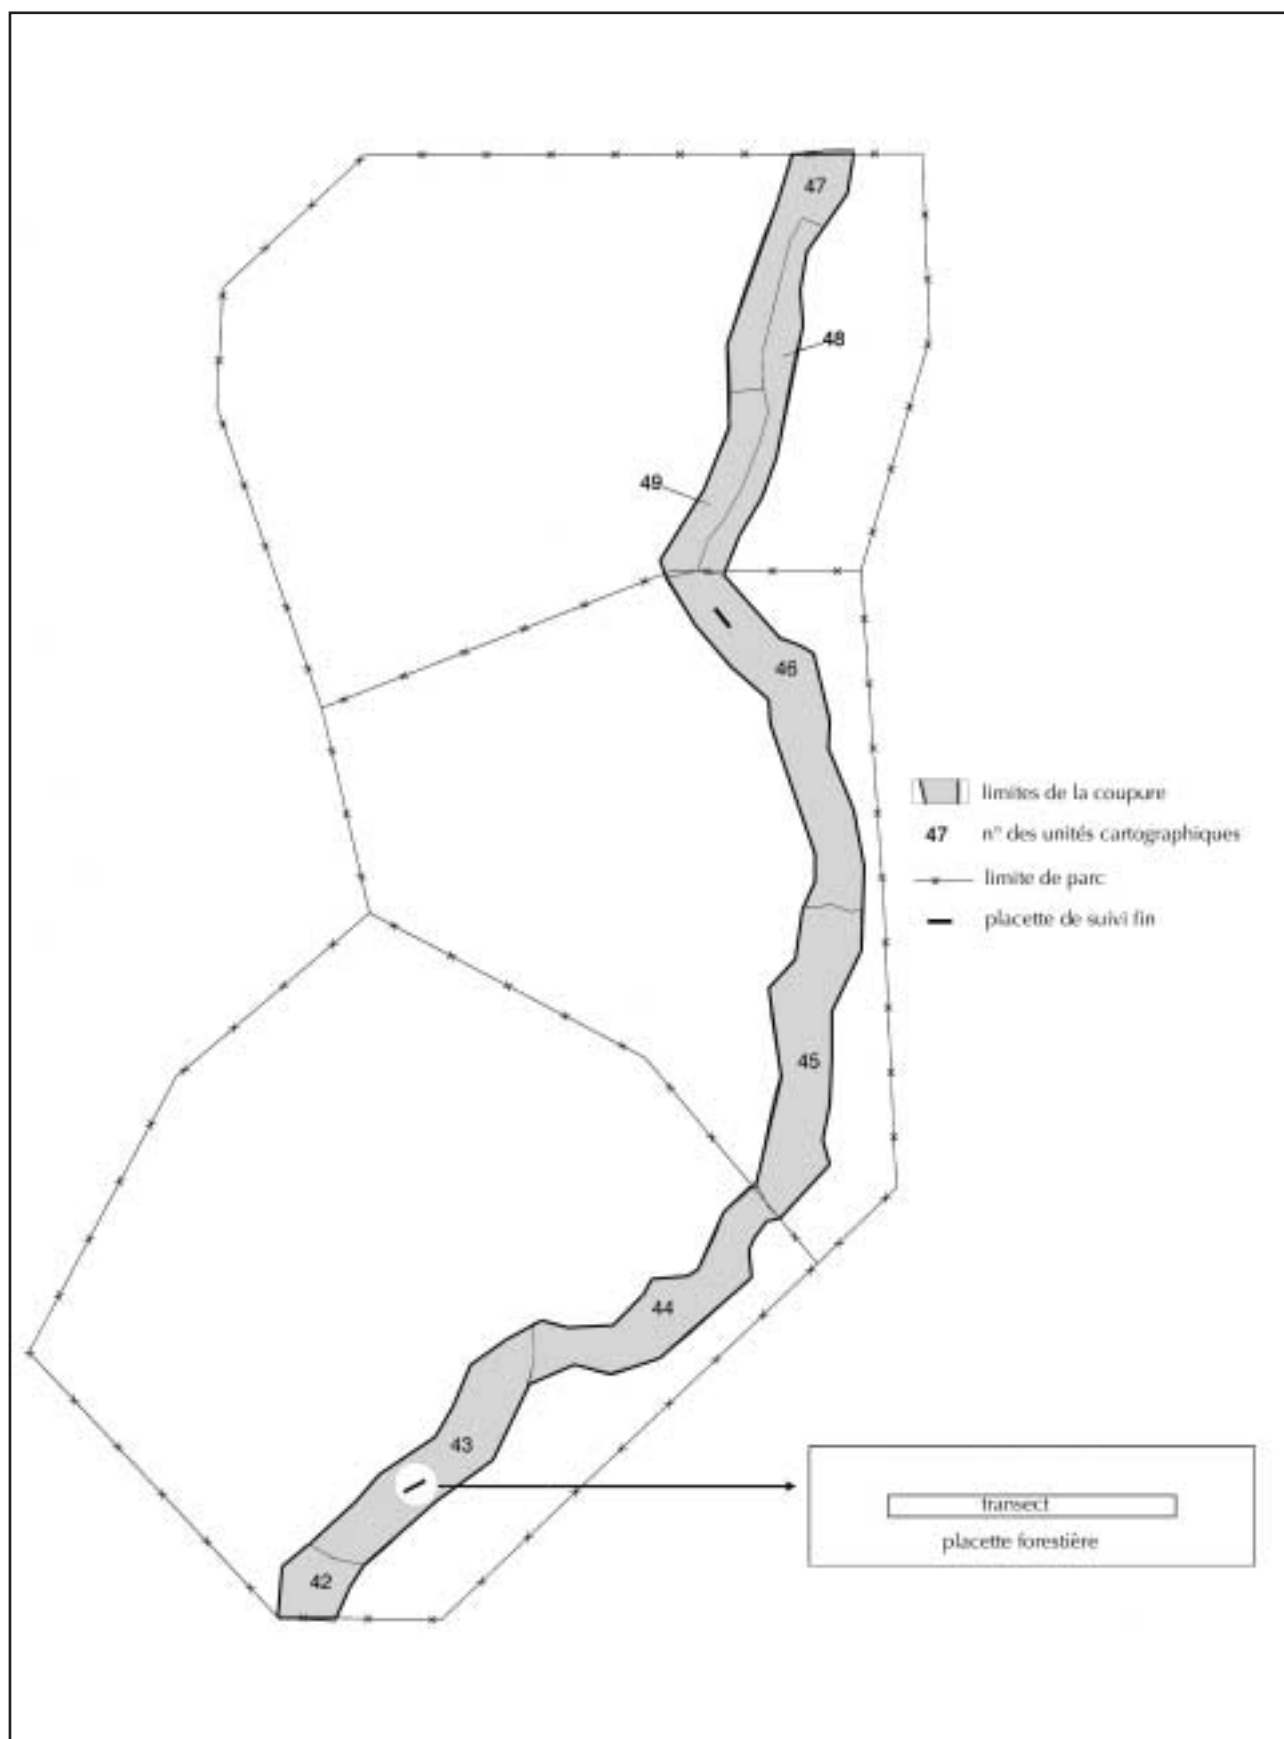 47
48
49
46
limites de la coupure
47 n° des unités cartographiques
limite de parc
placette de suivi fin
45
44
43
transect
placette forestière
42